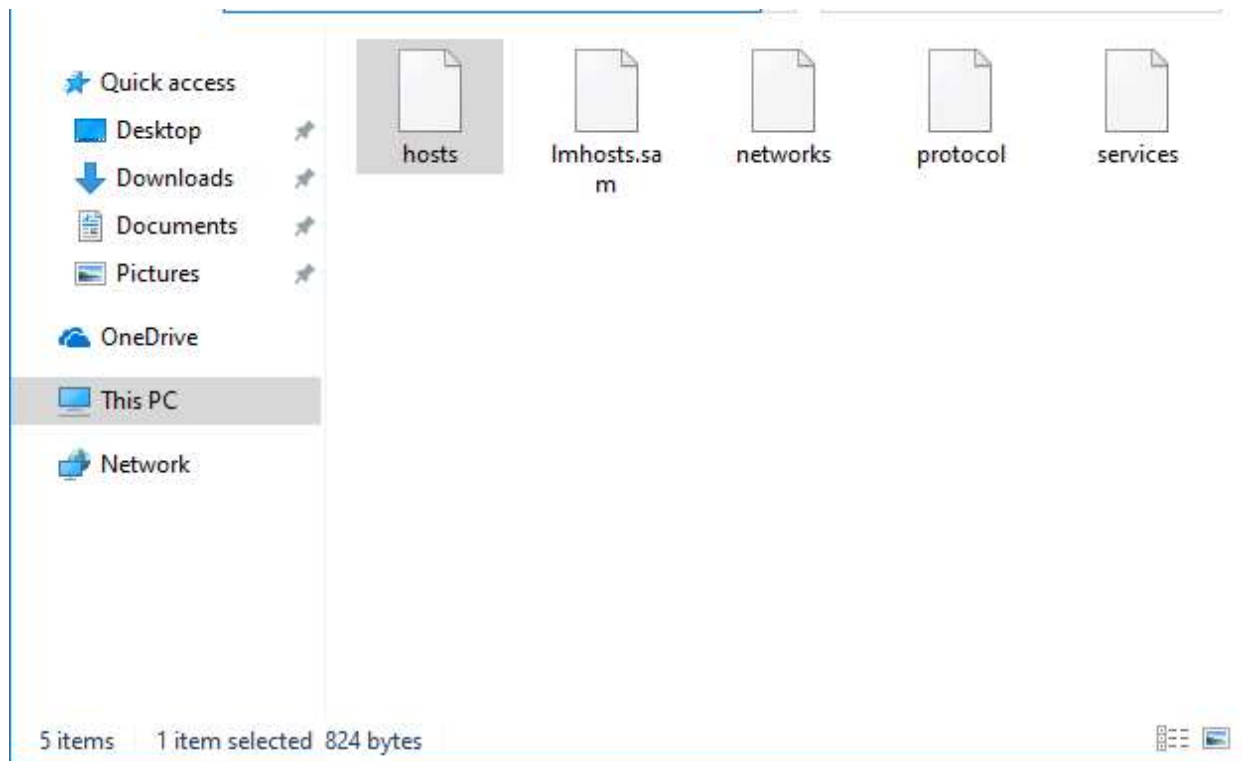 Quick access
Desktop
Downloads
Documents
Pictures
OneDrive
This PC
Network
hosts
lmhosts.sa
m
networks
protocol
services
5 items 1 item selected 824 bytes